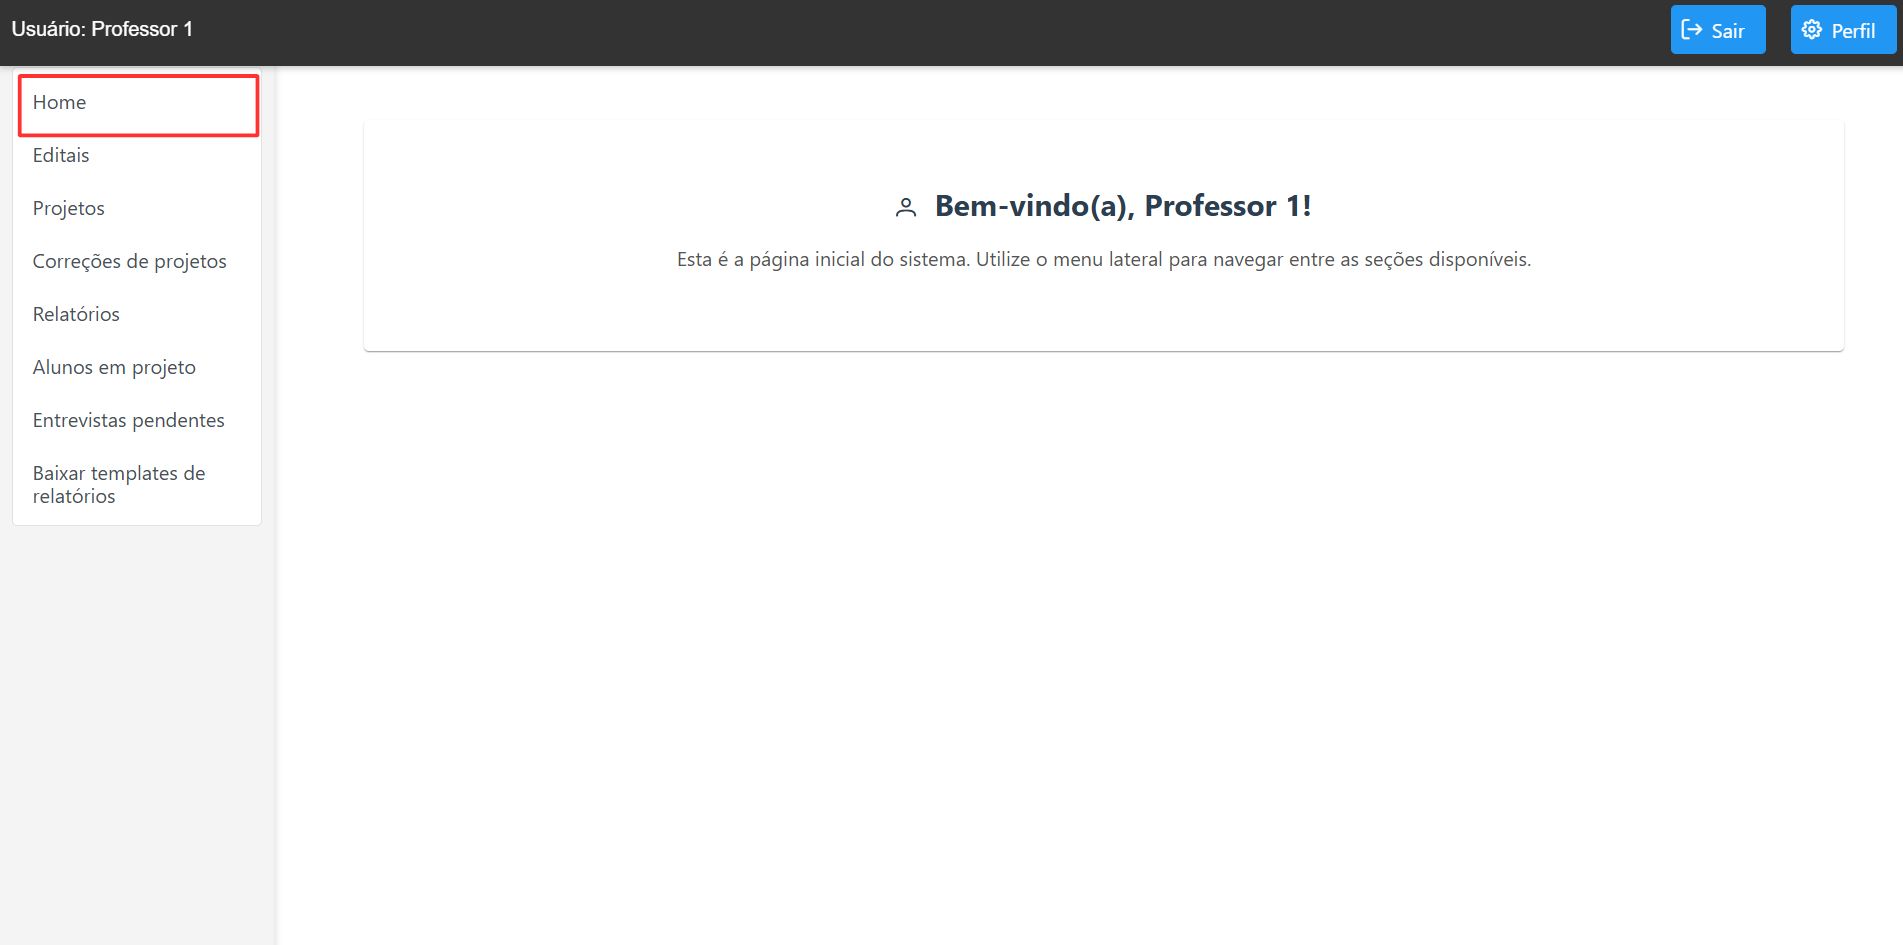 Usuário: Professor 1
Sair
Perfil
Home
Editais
Projetos
Correções de projetos
Relatórios
Alunos em projeto
Entrevistas pendentes
Baixar templates de
relatórios
Bem-vindo(a), Professor 1!
Esta é a página inicial do sistema. Utilize o menu lateral para navegar entre as seções disponíveis.